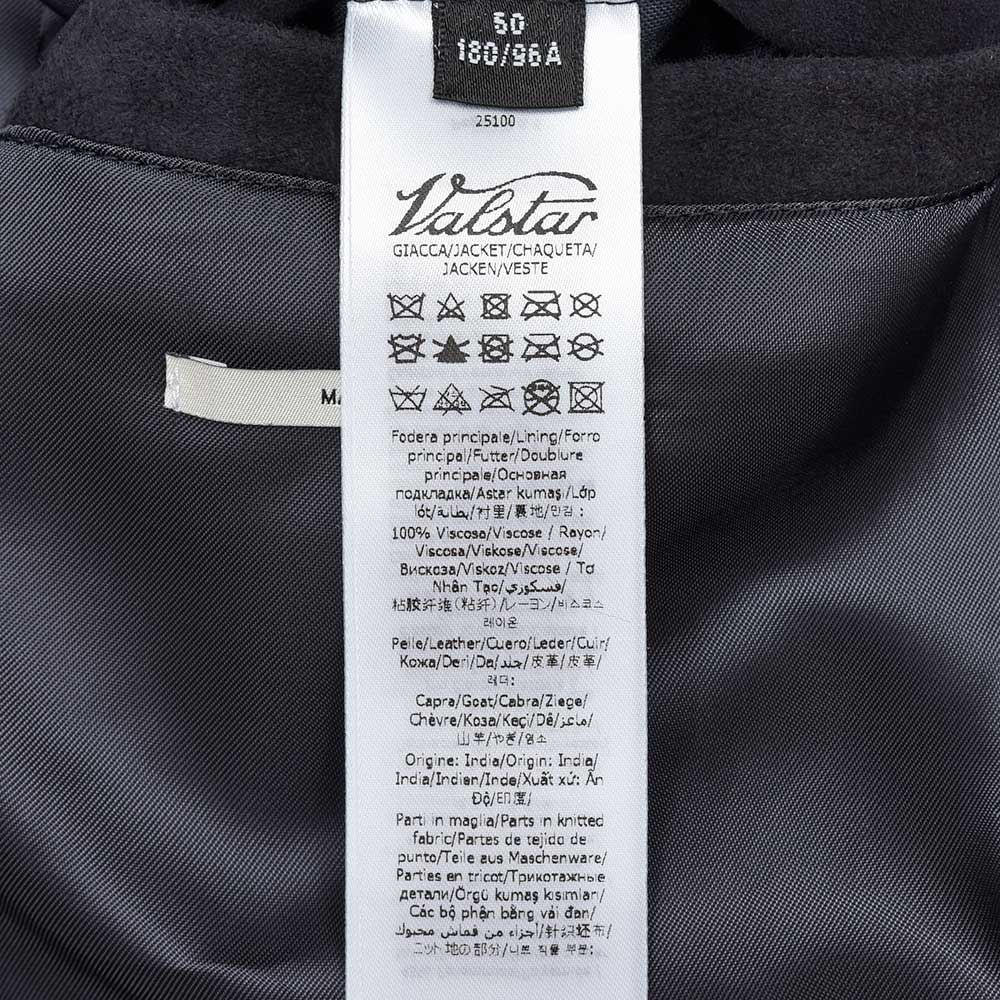 50
180/96A
25100
Valstar
GIACCA/JACKET/CHAQUETA/
JACKEN/VESTE
MA
Fodera principale/Lining/Forro
principal/Futter/Doublure
principale/Основная
подкладка/Astar kumaşı/Lớp
lót/بطانة/衬里/裏地/안감 :
100% Viscosa/Viscose / Rayon/
Viscosa/Viskose/Viscose/
Вискоза/Viskoz/Viscose / Tơ
Nhân Tạo/فسكوزي/
粘胶纤维(粘纤)/レーヨン/비스코스
레이온
Pelle/Leather/Cuero/Leder/Cuir/
Кожа/Deri/Da/جلد/皮革/皮革/
레더:
Capra/Goat/Cabra/Ziege/
Chèvre/Коза/Keçi/Dê/ماعز/
山羊/やぎ/염소
Origine: India/Origin: India/
India/Indien/Inde/Xuất xứ: Ấn
Độ/印度/
Parti in maglia/Parts in knitted
fabric/Partes de tejido de
punto/Teile aus Maschenware/
Parties en tricot/Трикотажные
детали/Örgü kumaş kısımları/
Các bộ phận bằng vải đan/
أجزاء من قماش محبوك/针织坯布/
ニット地の部分/니트 직물 부분: